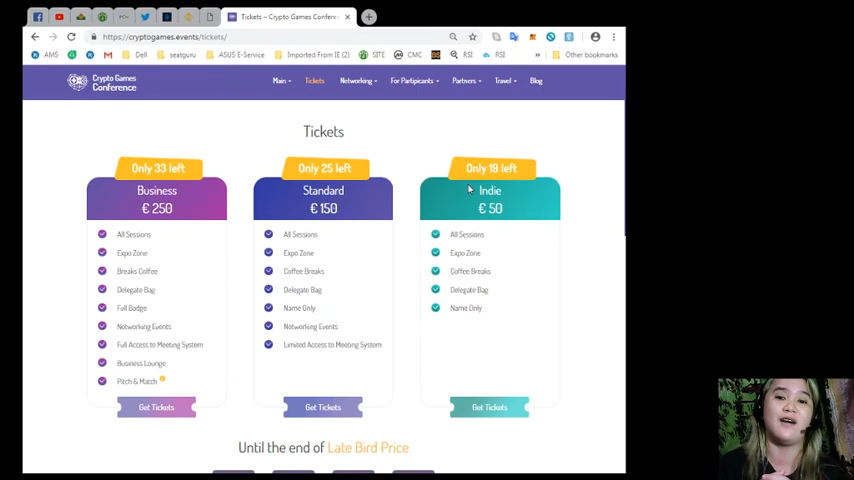 Tickets – Crypto Games Conferen
https://cryptogames.events/tickets/
AMS
Dell
seatguru
ASUS E-Service
Imported From IE (2)
SITE
CMC
RSI
RSI
Other bookmarks
Crypto Games
Conference
Main
Tickets
Networking
For Partipicants
Partners
Travel
Blog
Tickets
Only 33 left
Business
€ 250
All Sessions
Expo Zone
Breaks Coffee
Delegate Bag
Full Badge
Networking Events
Full Access to Meeting System
Business Lounge
Pitch & Match
Get Tickets
Only 25 left
Standard
€ 150
All Sessions
Expo Zone
Coffee Breaks
Delegate Bag
Name Only
Networking Events
Limited Access to Meeting System
Get Tickets
Only 19 left
Indie
€ 50
All Sessions
Expo Zone
Coffee Breaks
Delegate Bag
Name Only
Get Tickets
Until the end of Late Bird Price